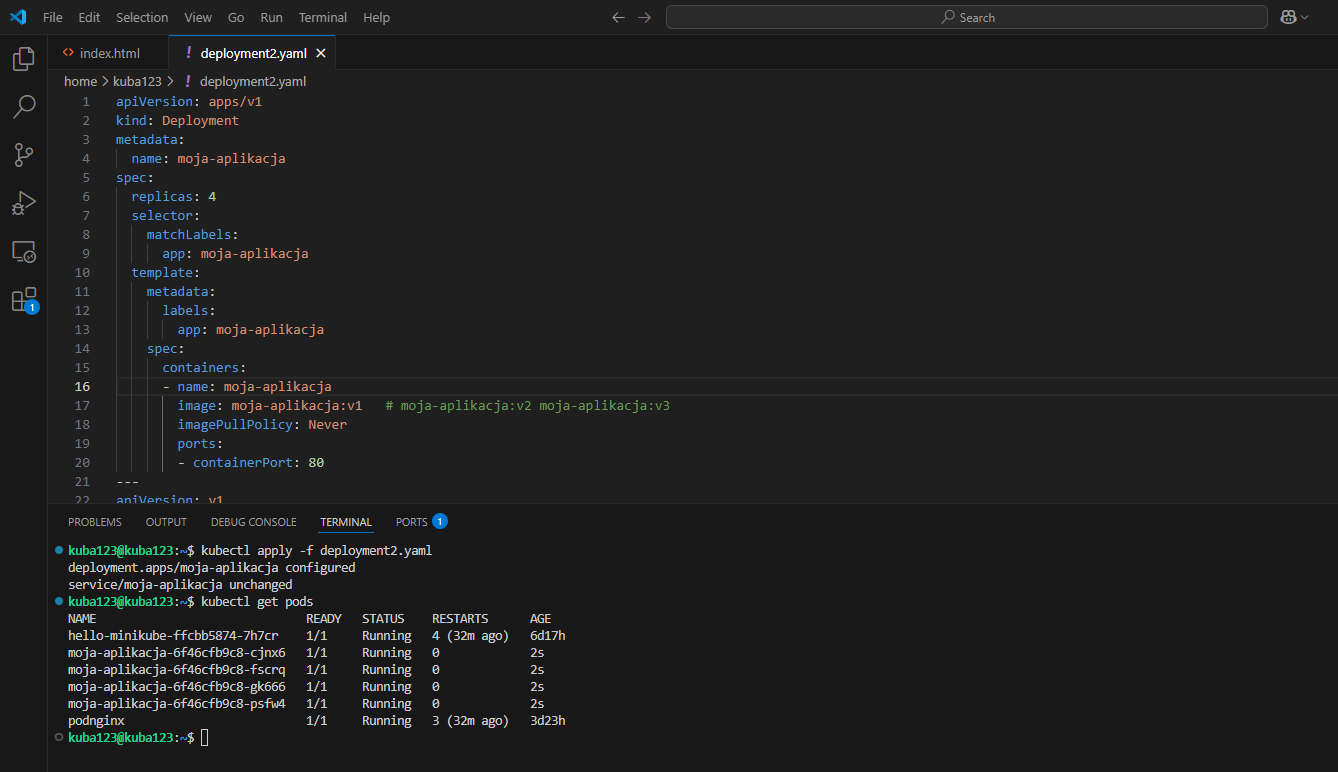 File Edit Selection View Go Run Terminal Help Search
index.html ! deployment2.yaml
home > kuba123 > ! deployment2.yaml
1 apiVersion: apps/v1
2 kind: Deployment
3 metadata:
4   name: moja-aplikacja
5 spec:
6   replicas: 4
7   selector:
8     matchLabels:
9       app: moja-aplikacja
10   template:
11     metadata:
12       labels:
13         app: moja-aplikacja
14     spec:
15       containers:
16       - name: moja-aplikacja
17         image: moja-aplikacja:v1   # moja-aplikacja:v2 moja-aplikacja:v3
18         imagePullPolicy: Never
19         ports:
20         - containerPort: 80
21 ---
22 apiVersion: v1
1
PROBLEMS OUTPUT DEBUG CONSOLE TERMINAL PORTS 1
kuba123@kuba123:~$ kubectl apply -f deployment2.yaml
deployment.apps/moja-aplikacja configured
service/moja-aplikacja unchanged
kuba123@kuba123:~$ kubectl get pods
NAME READY STATUS RESTARTS AGE
hello-minikube-ffcbb5874-7h7cr 1/1 Running 4 (32m ago) 6d17h
moja-aplikacja-6f46cfb9c8-cjnx6 1/1 Running 0 2s
moja-aplikacja-6f46cfb9c8-fscrq 1/1 Running 0 2s
moja-aplikacja-6f46cfb9c8-gk666 1/1 Running 0 2s
moja-aplikacja-6f46cfb9c8-psfw4 1/1 Running 0 2s
podnginx 1/1 Running 3 (32m ago) 3d23h
kuba123@kuba123:~$